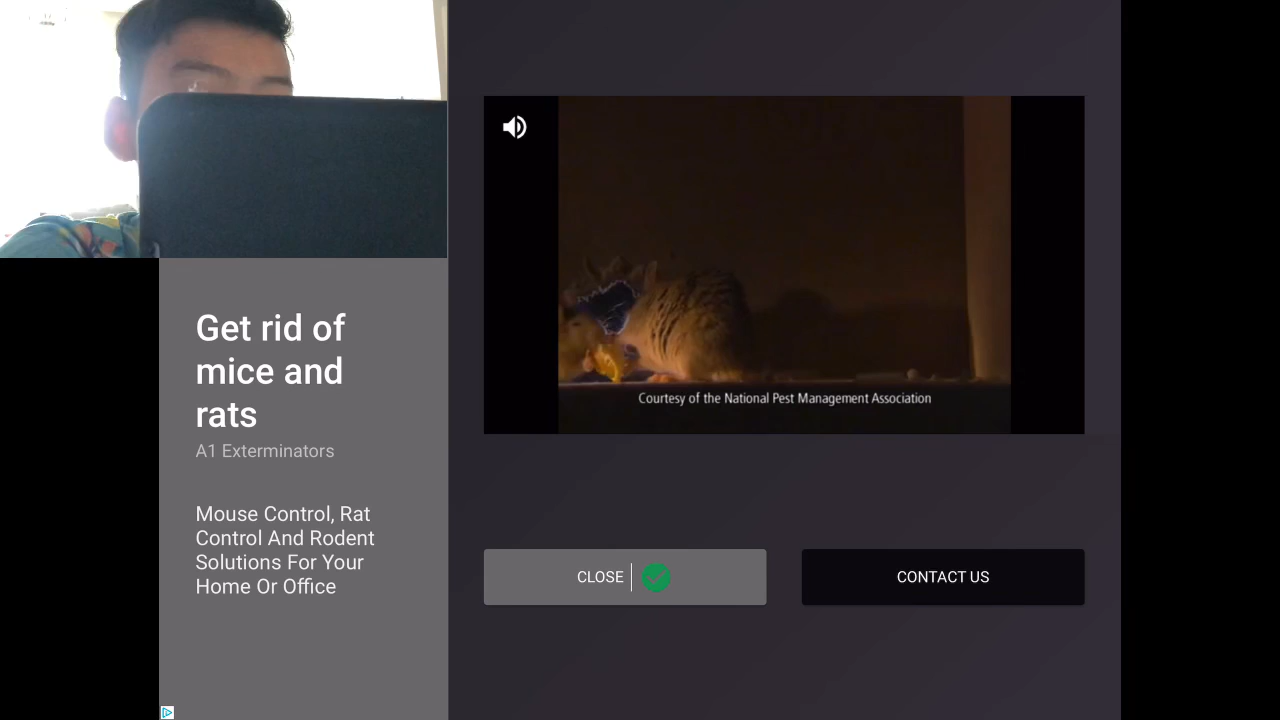 Get rid of
mice and
rats
A1 Exterminators
Mouse Control, Rat
Control And Rodent
Solutions For Your
Home Or Office
Courtesy of the National Pest Management Association
CLOSE
CONTACT US